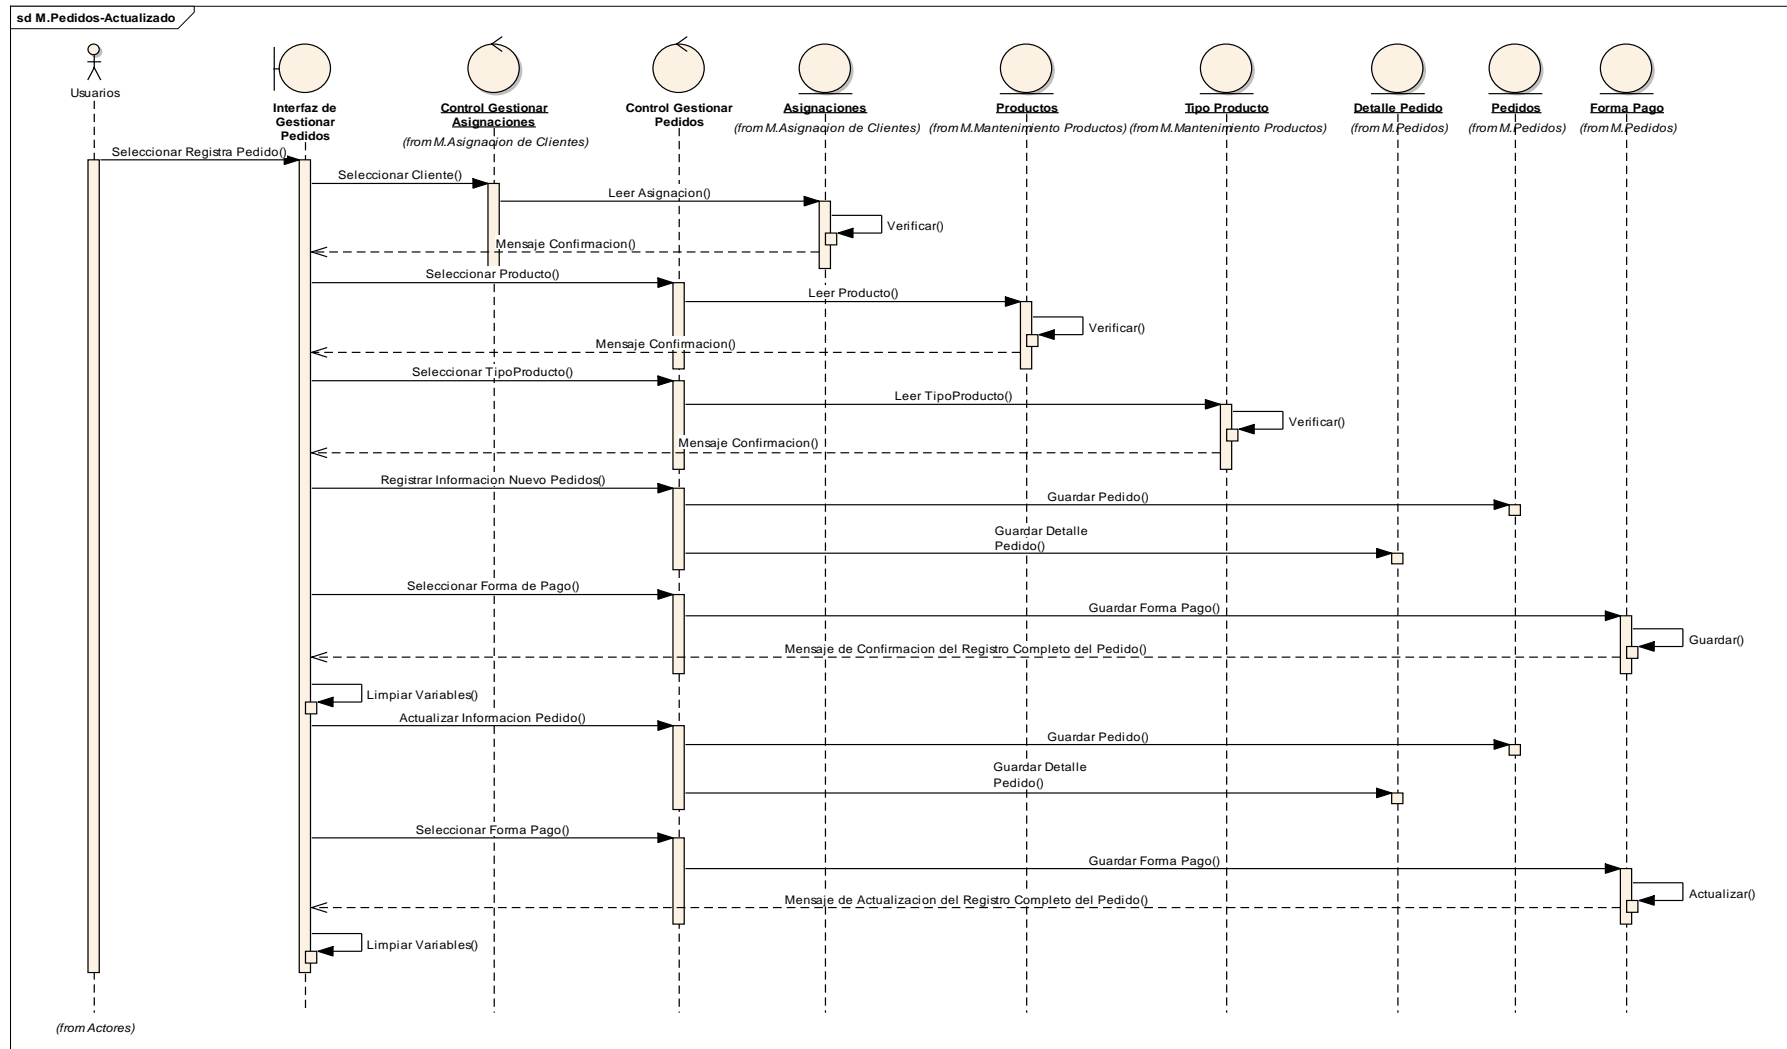 sd M.Pedidos-Actualizado
Usuarios
Interfaz de
Gestionar
Pedidos
Control Gestionar
Asignaciones
(from M.Asignacion de Clientes)
Control Gestionar
Pedidos
Asignaciones
(from M.Asignacion de Clientes)
Productos
(from M.Mantenimiento Productos)
Tipo Producto
(from M.Mantenimiento Productos)
Detalle Pedido
(from M.Pedidos)
Pedidos
(from M.Pedidos)
Forma Pago
(from M.Pedidos)
Seleccionar Registra Pedido()
Seleccionar Cliente()
Leer Asignacion()
Verificar()
Mensaje Confirmacion()
Seleccionar Producto()
Leer Producto()
Verificar()
Mensaje Confirmacion()
Seleccionar TipoProducto()
Leer TipoProducto()
Verificar()
Mensaje Confirmacion()
Registrar Informacion Nuevo Pedidos()
Guardar Pedido()
Guardar Detalle
Pedido()
Seleccionar Forma de Pago()
Guardar Forma Pago()
Guardar()
Mensaje de Confirmacion del Registro Completo del Pedido()
Limpiar Variables()
Actualizar Informacion Pedido()
Guardar Pedido()
Guardar Detalle
Pedido()
Seleccionar Forma Pago()
Guardar Forma Pago()
Actualizar()
Mensaje de Actualizacion del Registro Completo del Pedido()
Limpiar Variables()
(from Actores)